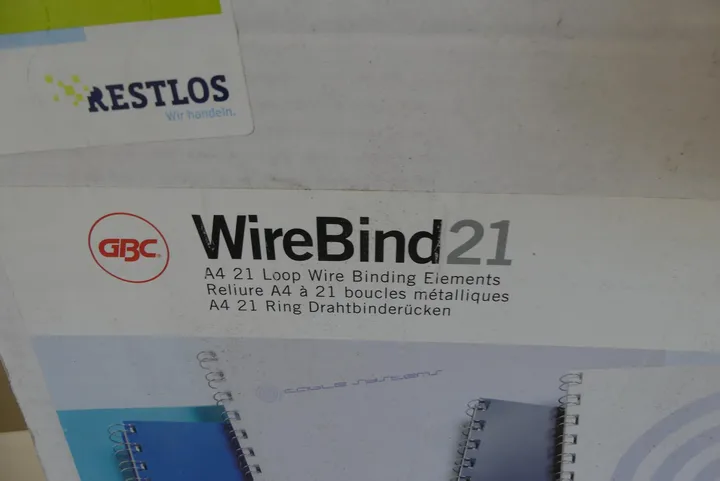 RESTLOS
Wir handeln.
GBC
WireBind21
A4 21 Loop Wire Binding Elements
Reliure A4 à 21 boucles métalliques
A4 21 Ring Drahtbinderücken